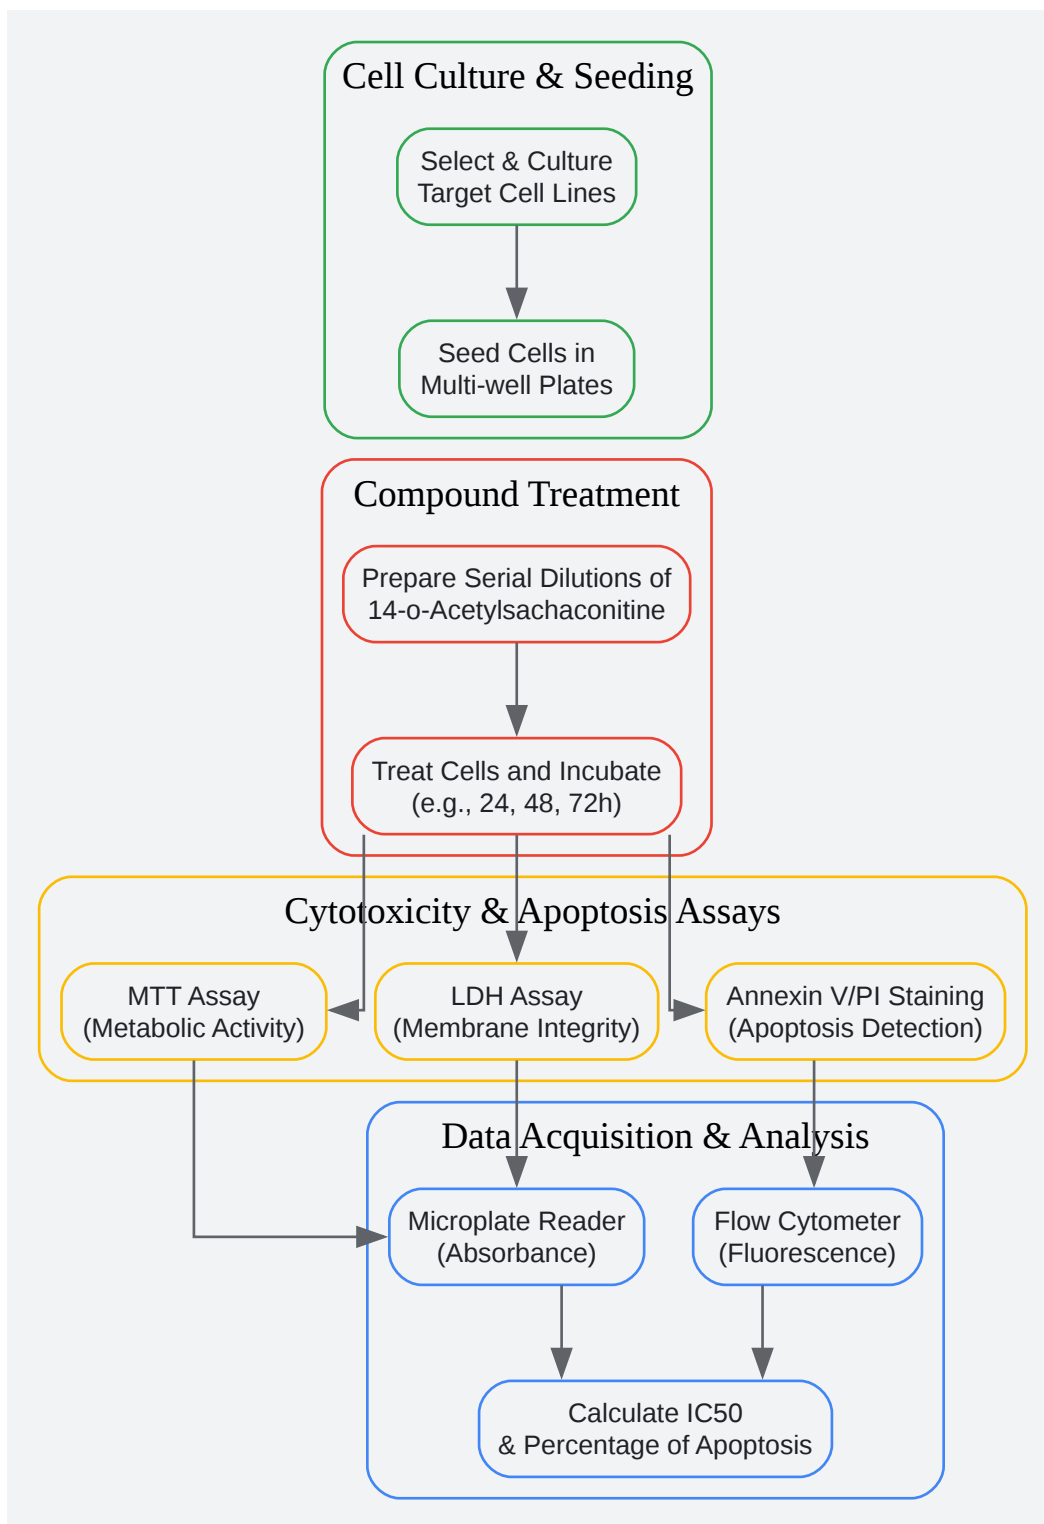 Cell Culture & Seeding
Select & Culture
Target Cell Lines
Seed Cells in
Multi-well Plates
Compound Treatment
Prepare Serial Dilutions of
14-o-Acetylsachaconitine
Treat Cells and Incubate
(e.g., 24, 48, 72h)
Cytotoxicity & Apoptosis Assays
MTT Assay
(Metabolic Activity)
LDH Assay
(Membrane Integrity)
Annexin V/PI Staining
(Apoptosis Detection)
Data Acquisition & Analysis
Microplate Reader
(Absorbance)
Flow Cytometer
(Fluorescence)
Calculate IC50
& Percentage of Apoptosis